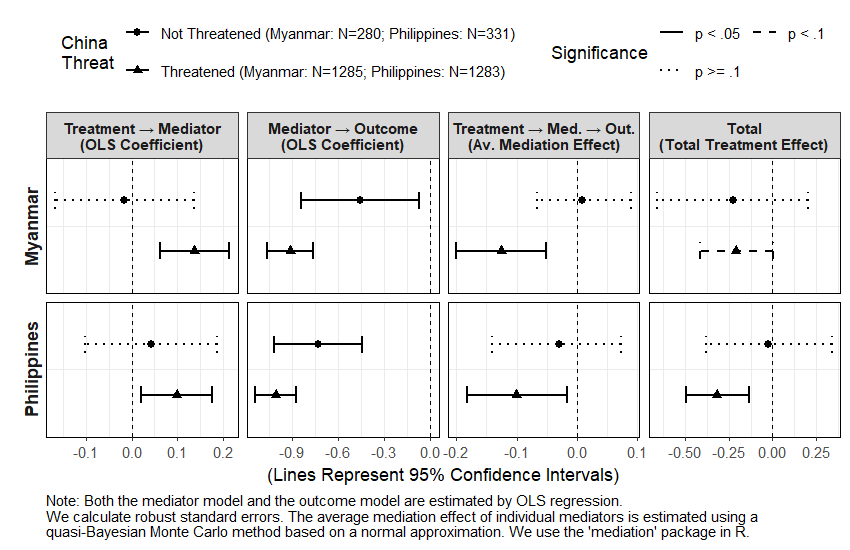 China
Threat
Not Threatened (Myanmar: N=280; Philippines: N=331)
Threatened (Myanmar: N=1285; Philippines: N=1283)
Significance
p < .05
p < .1
p >= .1
Treatment → Mediator
(OLS Coefficient)
Mediator → Outcome
(OLS Coefficient)
Treatment → Med. → Out.
(Av. Mediation Effect)
Total
(Total Treatment Effect)
Myanmar
Philippines
-0.1 0.0 0.1 0.2
-0.9 -0.6 -0.3 0.0
-0.2 -0.1 0.0 0.1
-0.50 -0.25 0.00 0.25
(Lines Represent 95% Confidence Intervals)
Note: Both the mediator model and the outcome model are estimated by OLS regression.
We calculate robust standard errors. The average mediation effect of individual mediators is estimated using a
quasi-Bayesian Monte Carlo method based on a normal approximation. We use the 'mediation' package in R.